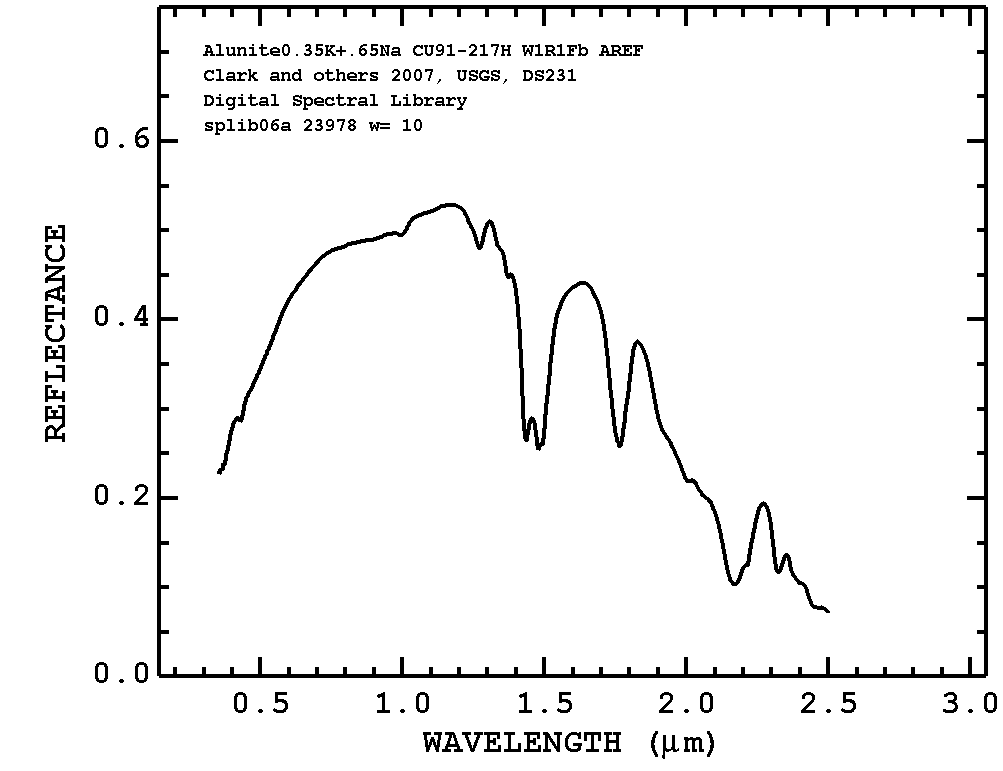 Alunite0.35K+.65Na CU91-217H W1R1Fb AREF
Clark and others 2007, USGS, DS231
Digital Spectral Library
splib06a 23978 w= 10
REFLECTANCE
0.6
0.4
0.2
0.0
0.5 1.0 1.5 2.0 2.5 3.0
WAVELENGTH (μm)